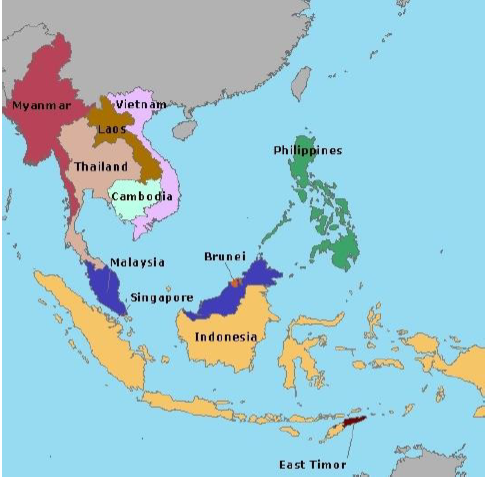 Myanmar
Vietnam
Laos
Philippines
Thailand
Cambodia
Brunei
Malaysia
Singapore
Indonesia
East Timor